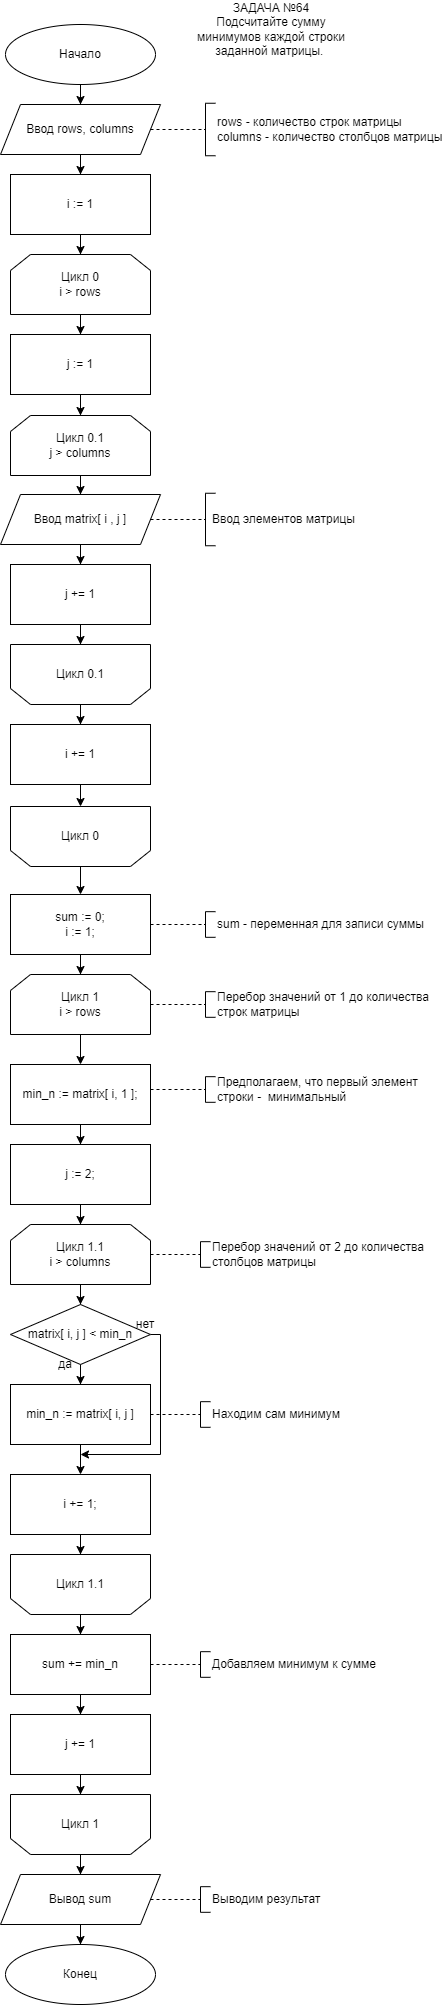 ЗАДАЧА №64
Подсчитайте сумму
минимумов каждой строки
заданной матрицы.
Начало
Ввод rows, columns
rows - количество строк матрицы
columns - количество столбцов матрицы
i := 1
Цикл 0
i > rows
j := 1
Цикл 0.1
j > columns
Ввод matrix[ i , j ]
Ввод элементов матрицы
j += 1
Цикл 0.1
i += 1
Цикл 0
sum := 0;
i := 1;
sum - переменная для записи суммы
Цикл 1
i > rows
Перебор значений от 1 до количества
строк матрицы
min_n := matrix[ i, 1 ];
Предполагаем, что первый элемент
строки - минимальный
j := 2;
Цикл 1.1
i > columns
Перебор значений от 2 до количества
столбцов матрицы
matrix[ i, j ] < min_n
нет
да
min_n := matrix[ i, j ]
Находим сам минимум
i += 1;
Цикл 1.1
sum += min_n
Добавляем минимум к сумме
j += 1
Цикл 1
Вывод sum
Выводим результат
Конец